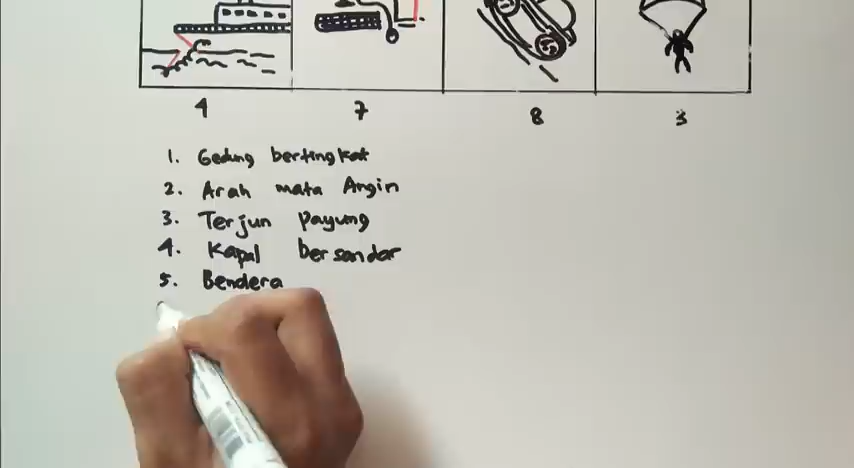 4 7 8 3
1. Gedung bertingkat
2. Arah mata Angin
3. Terjun payung
4. Kapal bersandar
5. Bendera